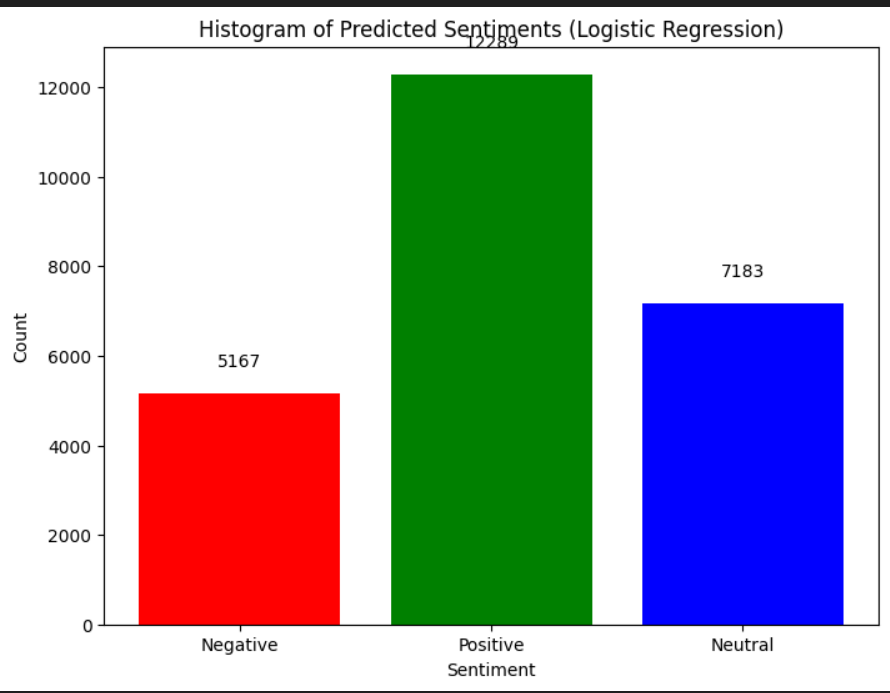 Histogram of Predicted Sentiments (Logistic Regression)
12289
12000
10000
8000
7183
6000
5167
4000
2000
0
Count
Negative
Positive
Neutral
Sentiment